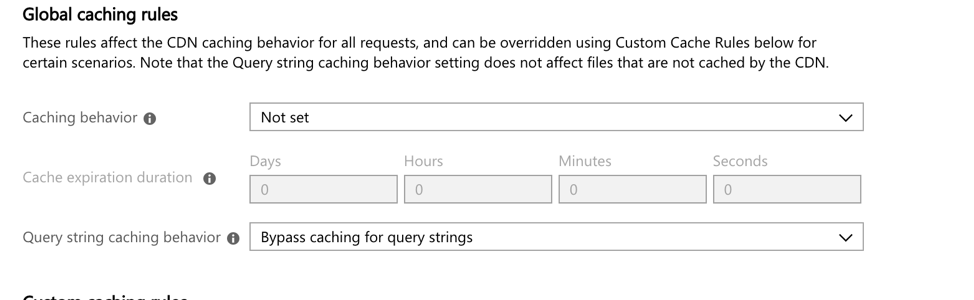 Global caching rules
These rules affect the CDN caching behavior for all requests, and can be overridden using Custom Cache Rules below for
certain scenarios. Note that the Query string caching behavior setting does not affect files that are not cached by the CDN.
Caching behavior
Not set
Days Hours Minutes Seconds
Cache expiration duration
0 0 0 0
Query string caching behavior
Bypass caching for query strings
Custom caching rules